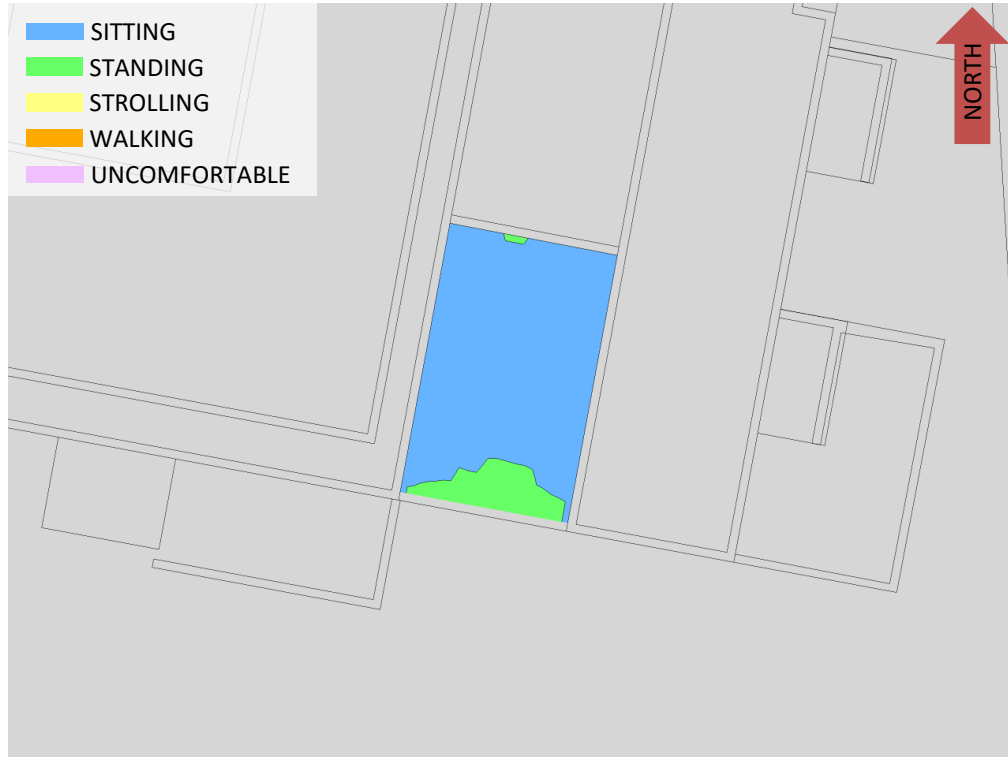 SITTING
STANDING
STROLLING
WALKING
UNCOMFORTABLE
NORTH